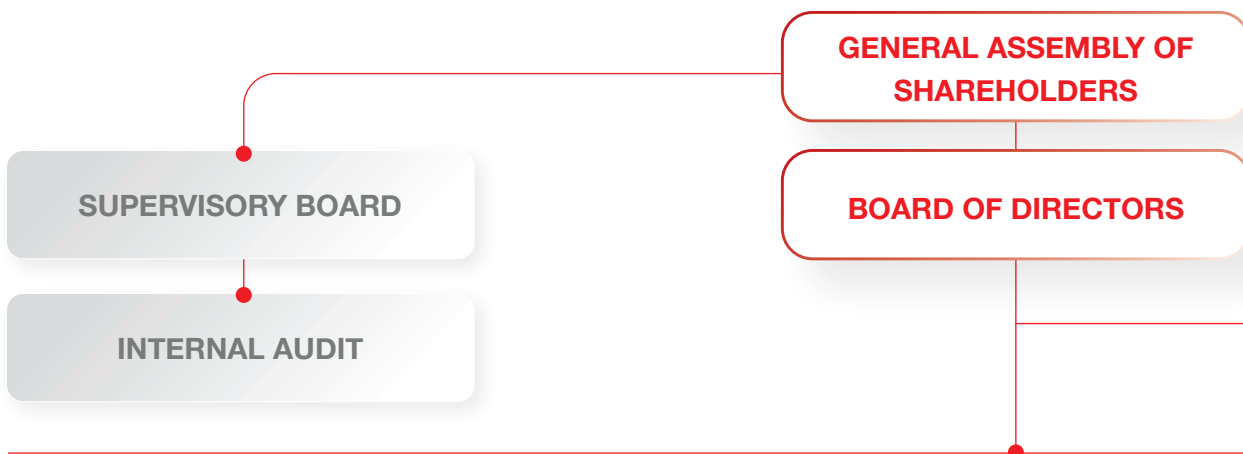 GENERAL ASSEMBLY OF
SHAREHOLDERS
SUPERVISORY BOARD
BOARD OF DIRECTORS
INTERNAL AUDIT